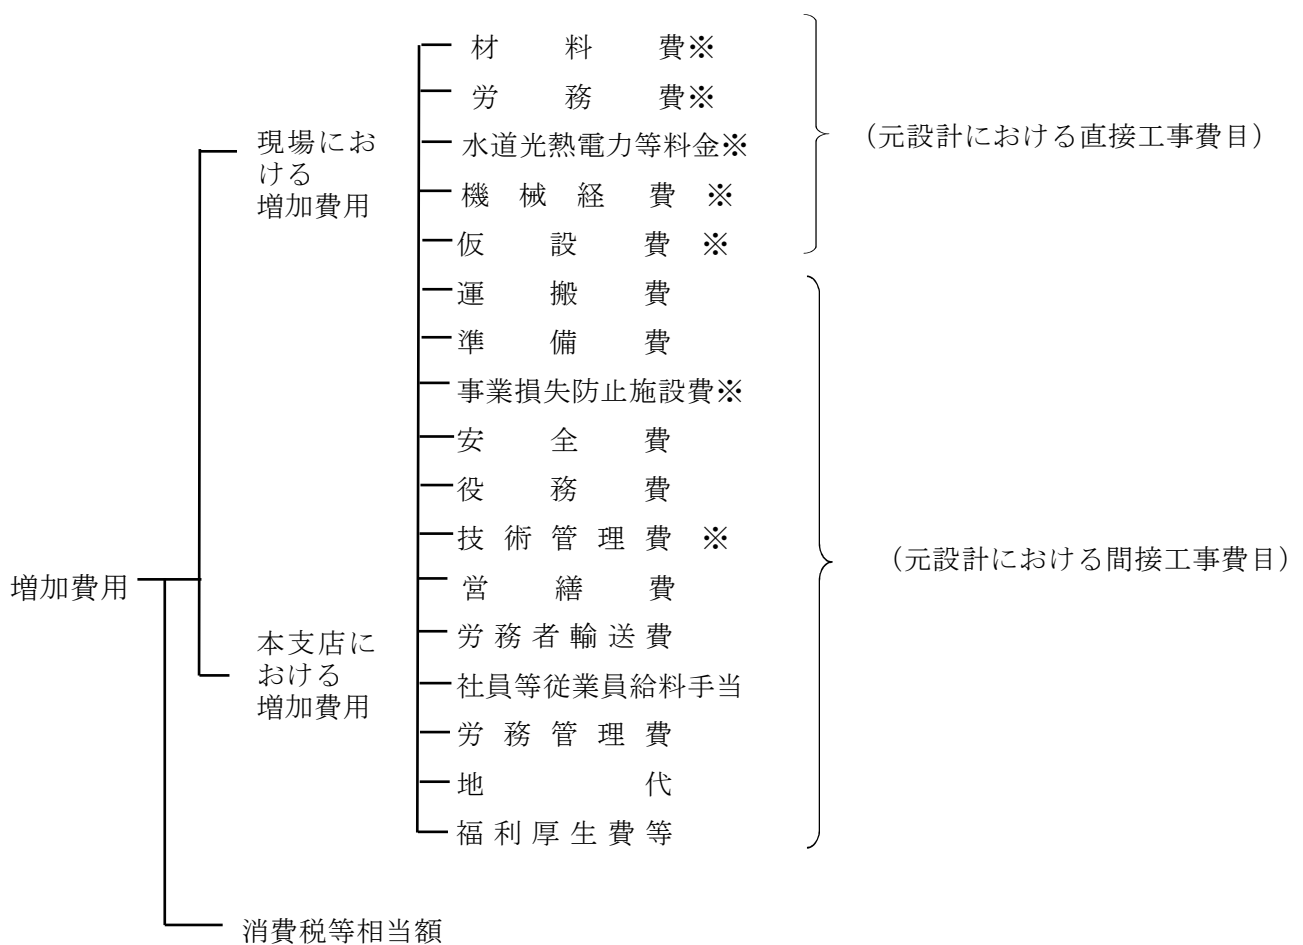 材料費※
労務費※
水道光熱電力等料金※
機械経費※
仮設費※
運搬費
準備費
事業損失防止施設費※
安全費
役務費
技術管理費※
営繕費
労務者輸送費
社員等従業員給料手当
労務管理費
地代
福利厚生費等
(元設計における直接工事費目)
(元設計における間接工事費目)
現場にお
ける
増加費用
増加費用
本支店に
おける
増加費用
消費税等相当額